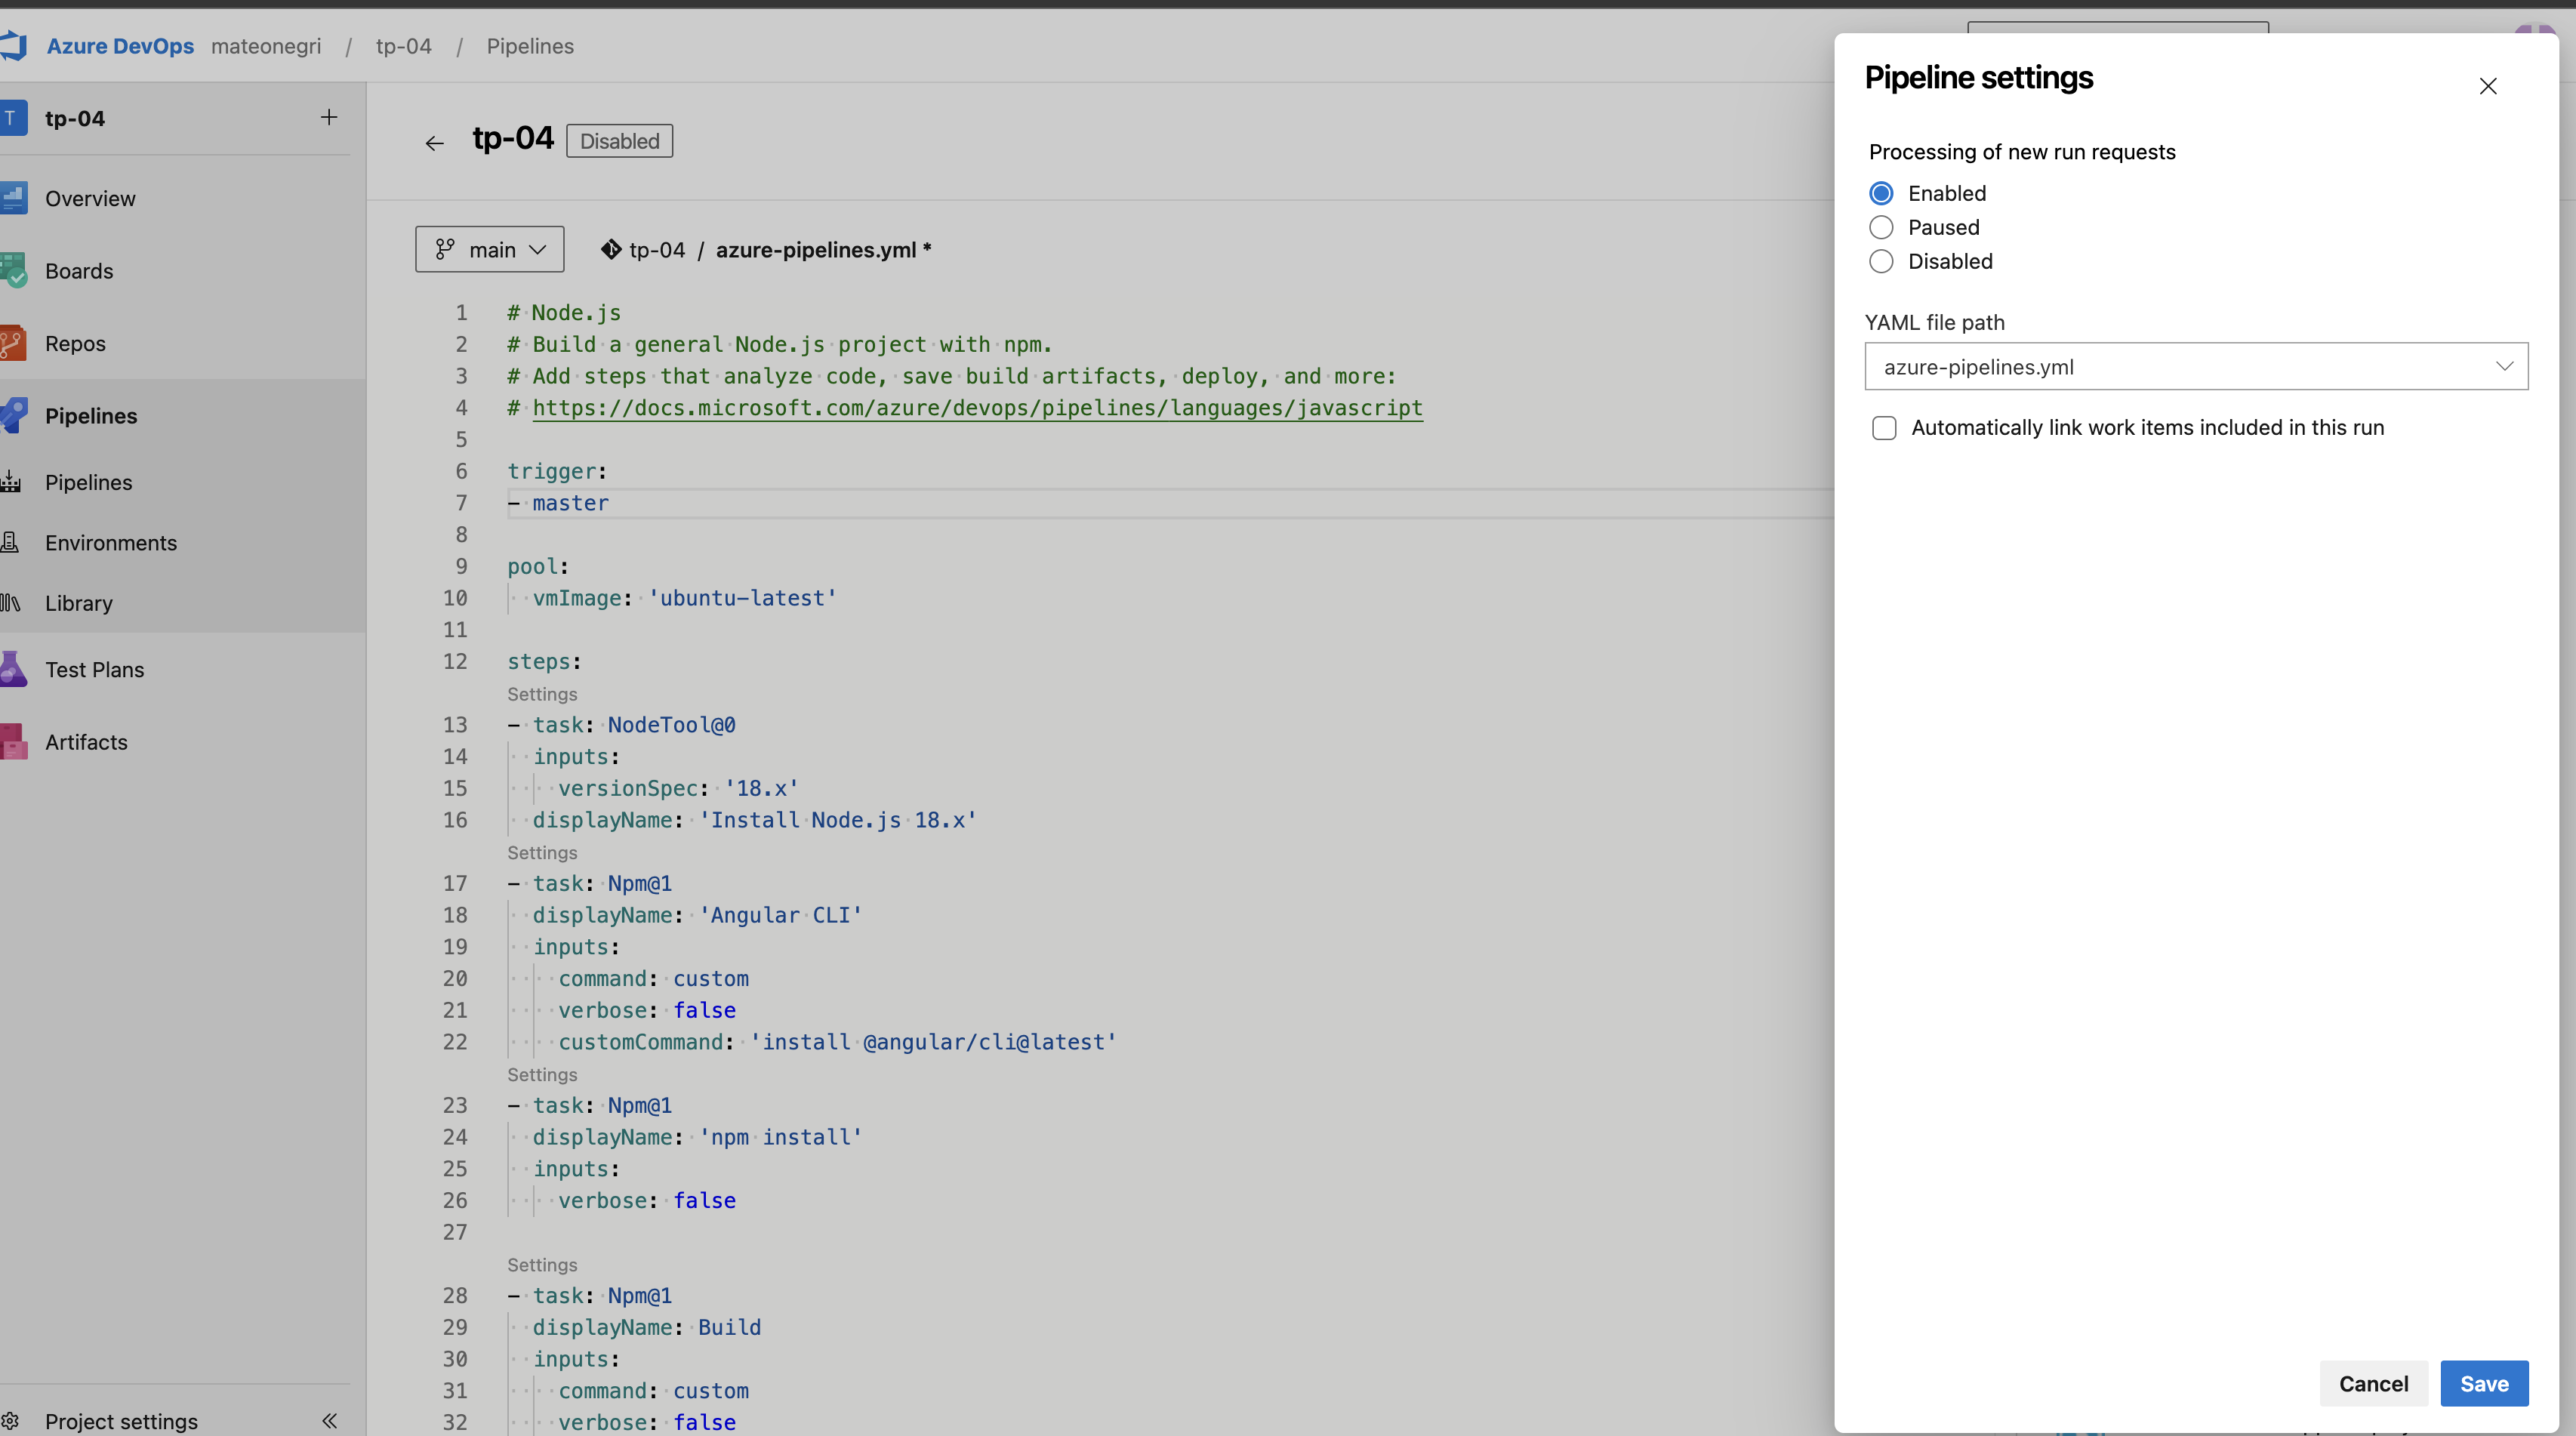 Azure DevOps mateonegri / tp-04 / Pipelines
T tp-04
Overview
Boards
Repos
Pipelines
Pipelines
Environments
Library
Test Plans
Artifacts
Project settings
tp-04 Disabled
main tp-04 / azure-pipelines.yml *
1 # Node.js
2 # Build a general Node.js project with npm.
3 # Add steps that analyze code, save build artifacts, deploy, and more:
4 # https://docs.microsoft.com/azure/devops/pipelines/languages/javascript
5
6 trigger:
7 - master
8
9 pool:
10 vmImage: 'ubuntu-latest'
11
12 steps:
Settings
13 - task: NodeTool@0
14 inputs:
15 versionSpec: '18.x'
16 displayName: 'Install Node.js 18.x'
Settings
17 - task: Npm@1
18 displayName: 'Angular CLI'
19 inputs:
20 command: custom
21 verbose: false
22 customCommand: 'install @angular/cli@latest'
Settings
23 - task: Npm@1
24 displayName: 'npm install'
25 inputs:
26 verbose: false
27
Settings
28 - task: Npm@1
29 displayName: Build
30 inputs:
31 command: custom
32 verbose: false
Pipeline settings
Processing of new run requests
Enabled
Paused
Disabled
YAML file path
azure-pipelines.yml
Automatically link work items included in this run
Cancel Save